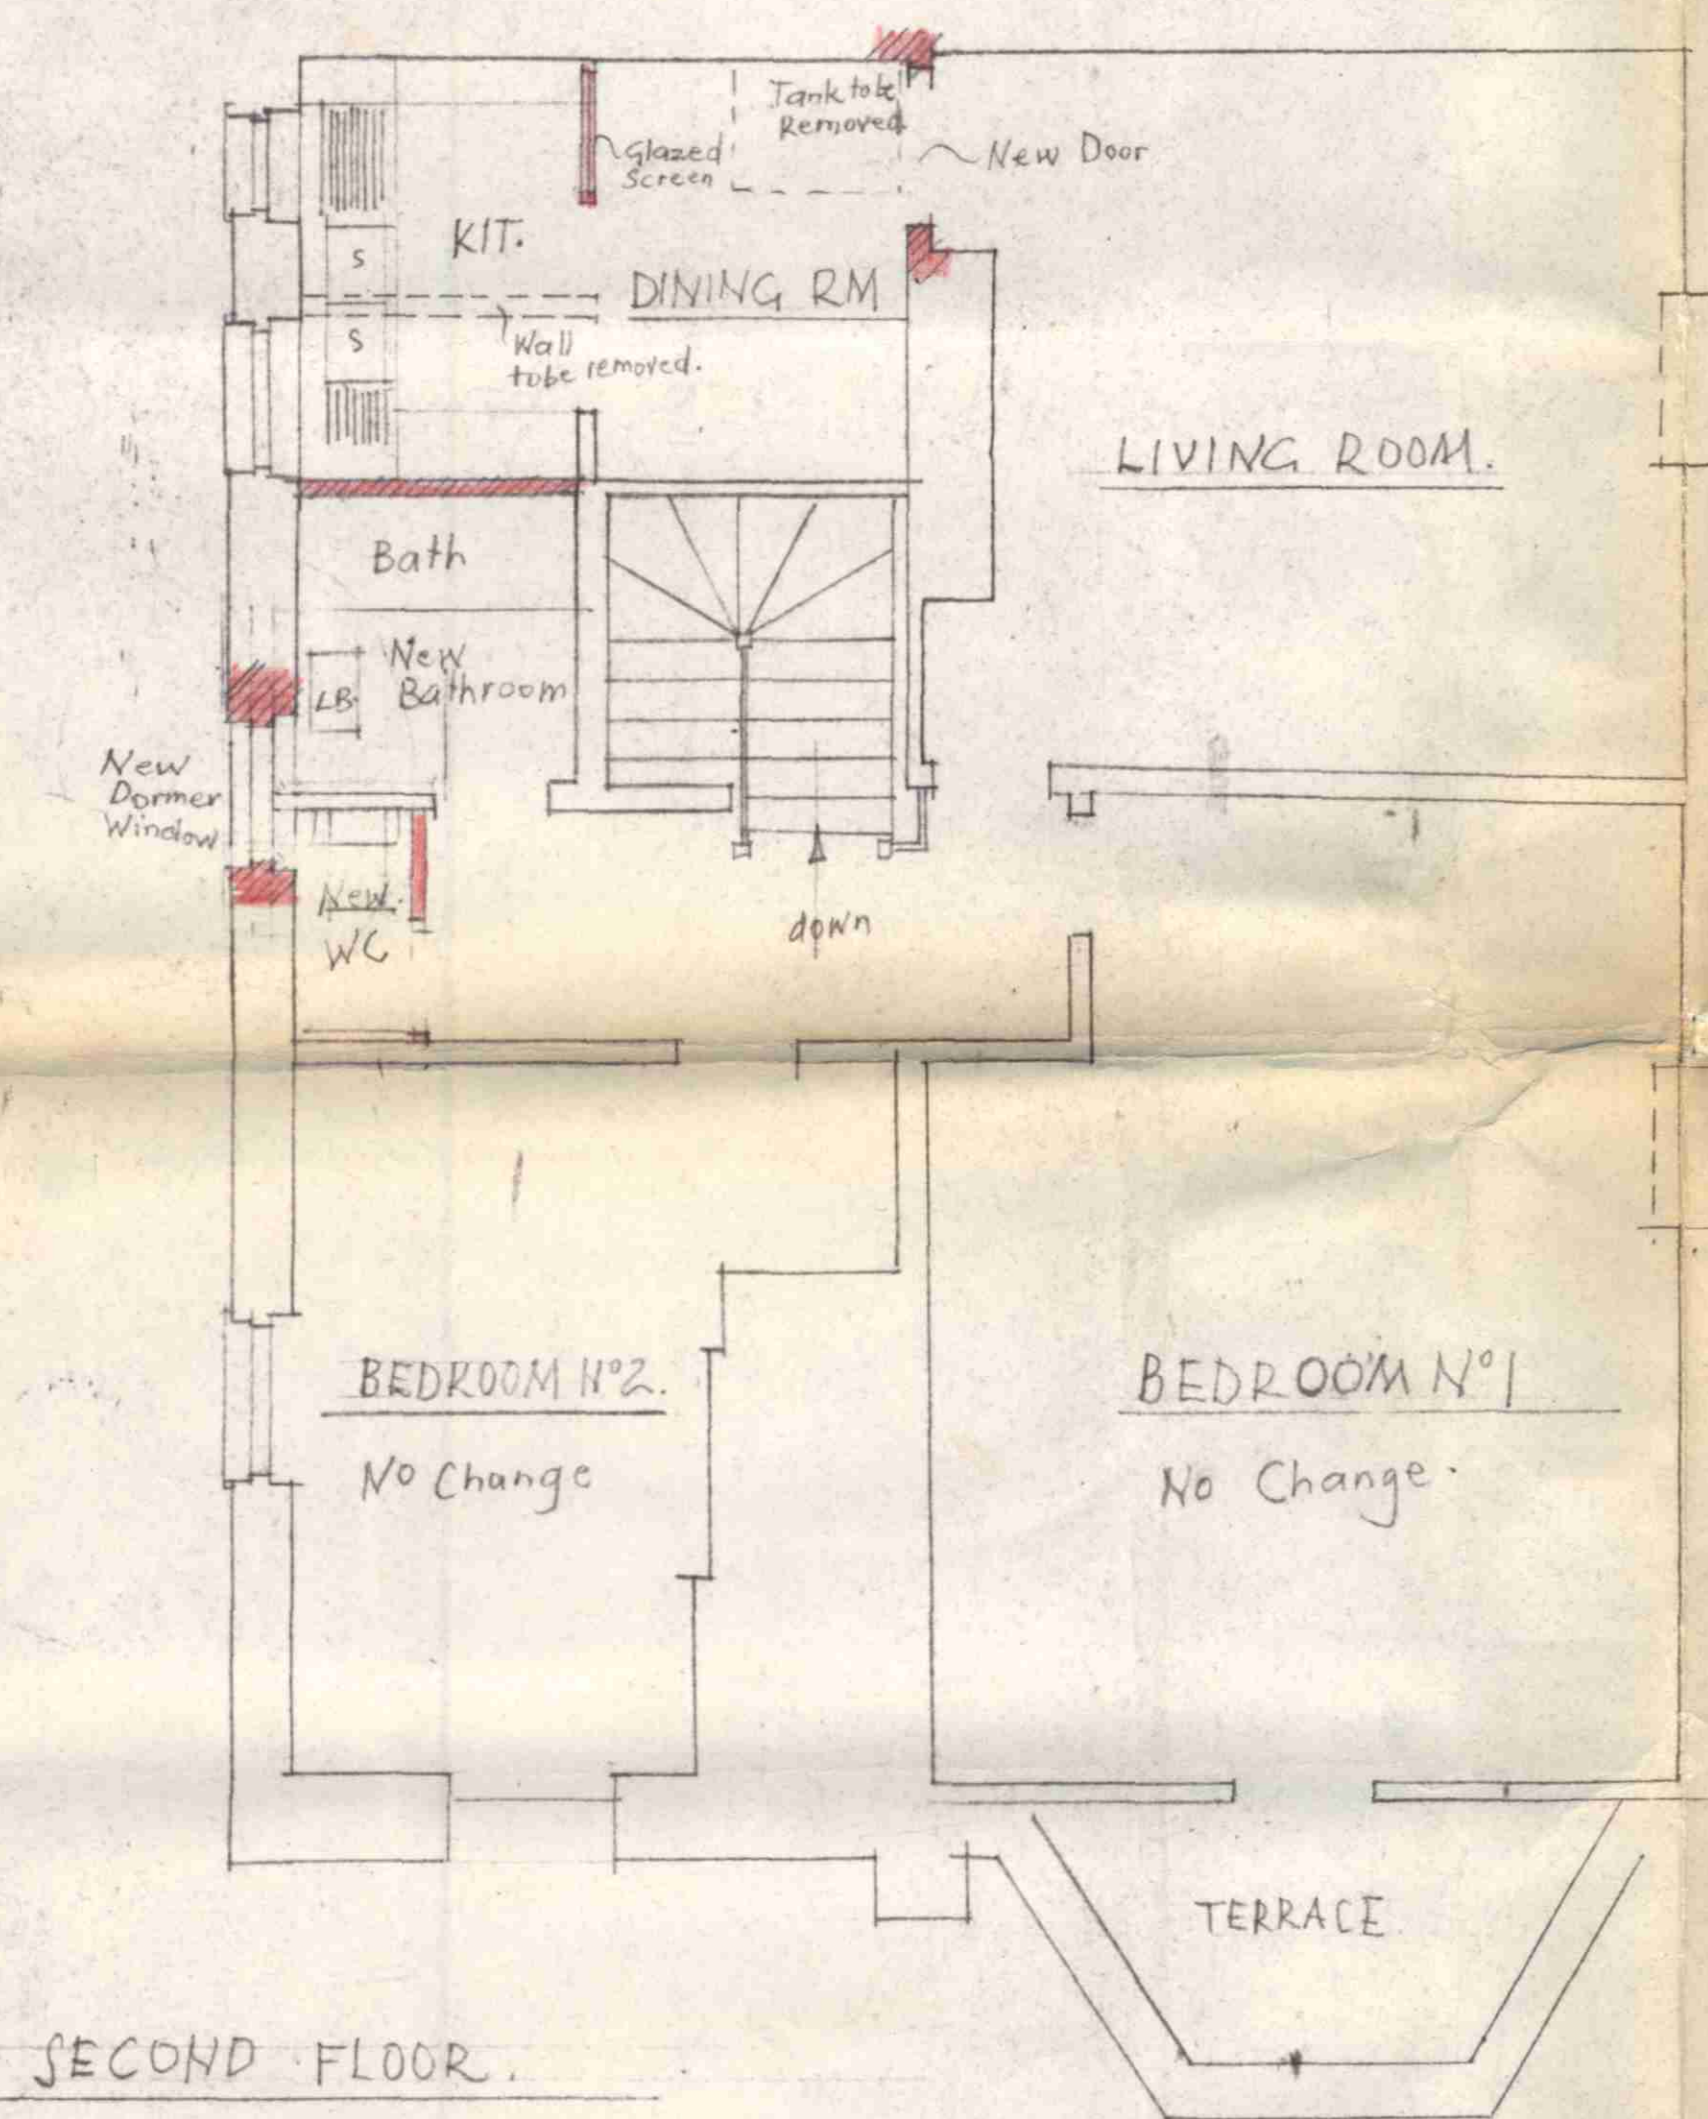 Tank to be
Removed
Glazed
Screen
New Door
KIT.
S
DINING RM
S
Wall
to be removed.
LIVING ROOM.
Bath
New
Bathroom
LB.
New
Dormer
Window
New.
WC
down
BEDROOM Nº2.
No Change
BEDROOM Nº1
No Change.
TERRACE.
SECOND FLOOR.